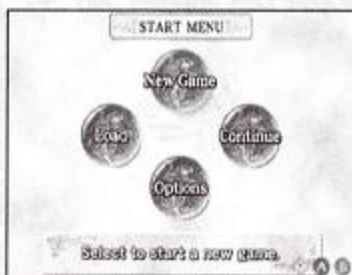 START MENU
New Game
Load
Continue
Options
Select to start a new game.
A B